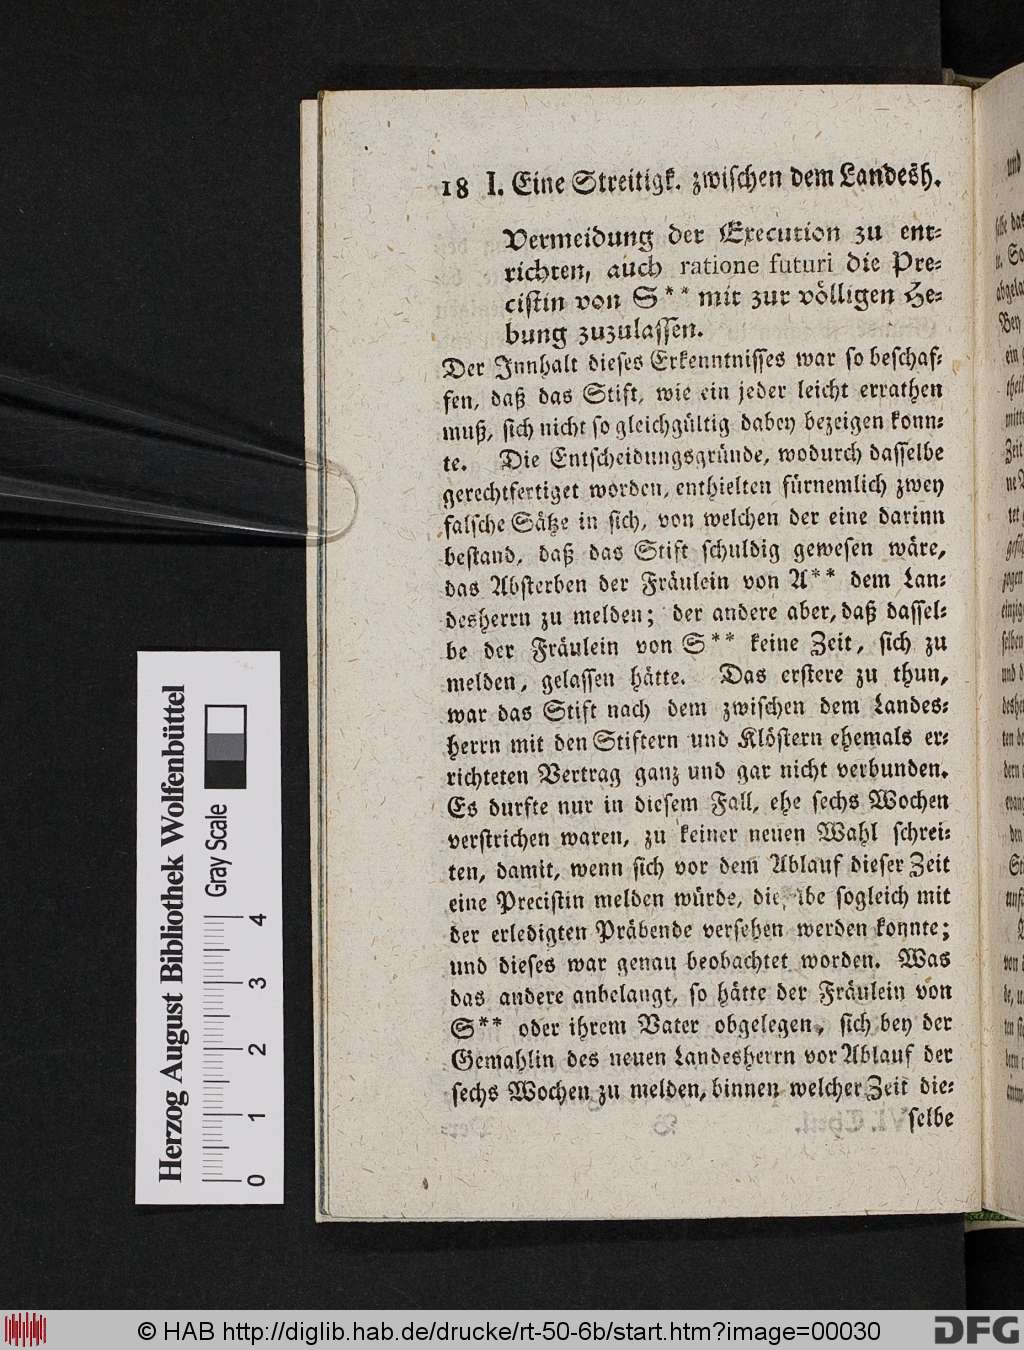 18 I. Eine Streitigk. zwischen dem Landesh.
Vermeidung der Execution zu ent-
richten, auch ratione futuri die Pre-
cistin von S** mit zur völligen He-
bung zuzulassen.
Der Innhalt dieses Erkenntnisses war so beschaf-
fen, daß das Stift, wie ein jeder leicht errathen
muß, sich nicht so gleichgültig dabey bezeigen konn-
te. Die Entscheidungsgründe, wodurch dasselbe
gerechtfertiget worden, enthielten fürnemlich zwey
falsche Sätze in sich, von welchen der eine darinn
bestand, daß das Stift schuldig gewesen wäre,
das Absterben der Fräulein von A** dem Lan-
desherrn zu melden; der andere aber, daß dassel-
be der Fräulein von S** keine Zeit, sich zu
melden, gelassen hätte. Das erstere zu thun,
war das Stift nach dem zwischen dem Landes-
herrn mit den Stiftern und Klöstern ehemals er-
richteten Vertrag ganz und gar nicht verbunden.
Es durfte nur in diesem Fall, ehe sechs Wochen
verstrichen waren, zu keiner neuen Wahl schrei-
ten, damit, wenn sich vor dem Ablauf dieser Zeit
eine Precistin melden würde, dieselbe sogleich mit
der erledigten Präbende versehen werden konnte;
und dieses war genau beobachtet worden. Was
das andere anbelangt, so hätte der Fräulein von
S** oder ihrem Vater obgelegen, sich bey der
Gemahlin des neuen Landesherrn vor Ablauf der
sechs Wochen zu melden, binnen welcher Zeit die-
selbe
Herzog August Bibliothek Wolfenbüttel
Gray Scale
0 1 2 3 4
© HAB http://diglib.hab.de/drucke/rt-50-6b/start.htm?image=00030
DFG